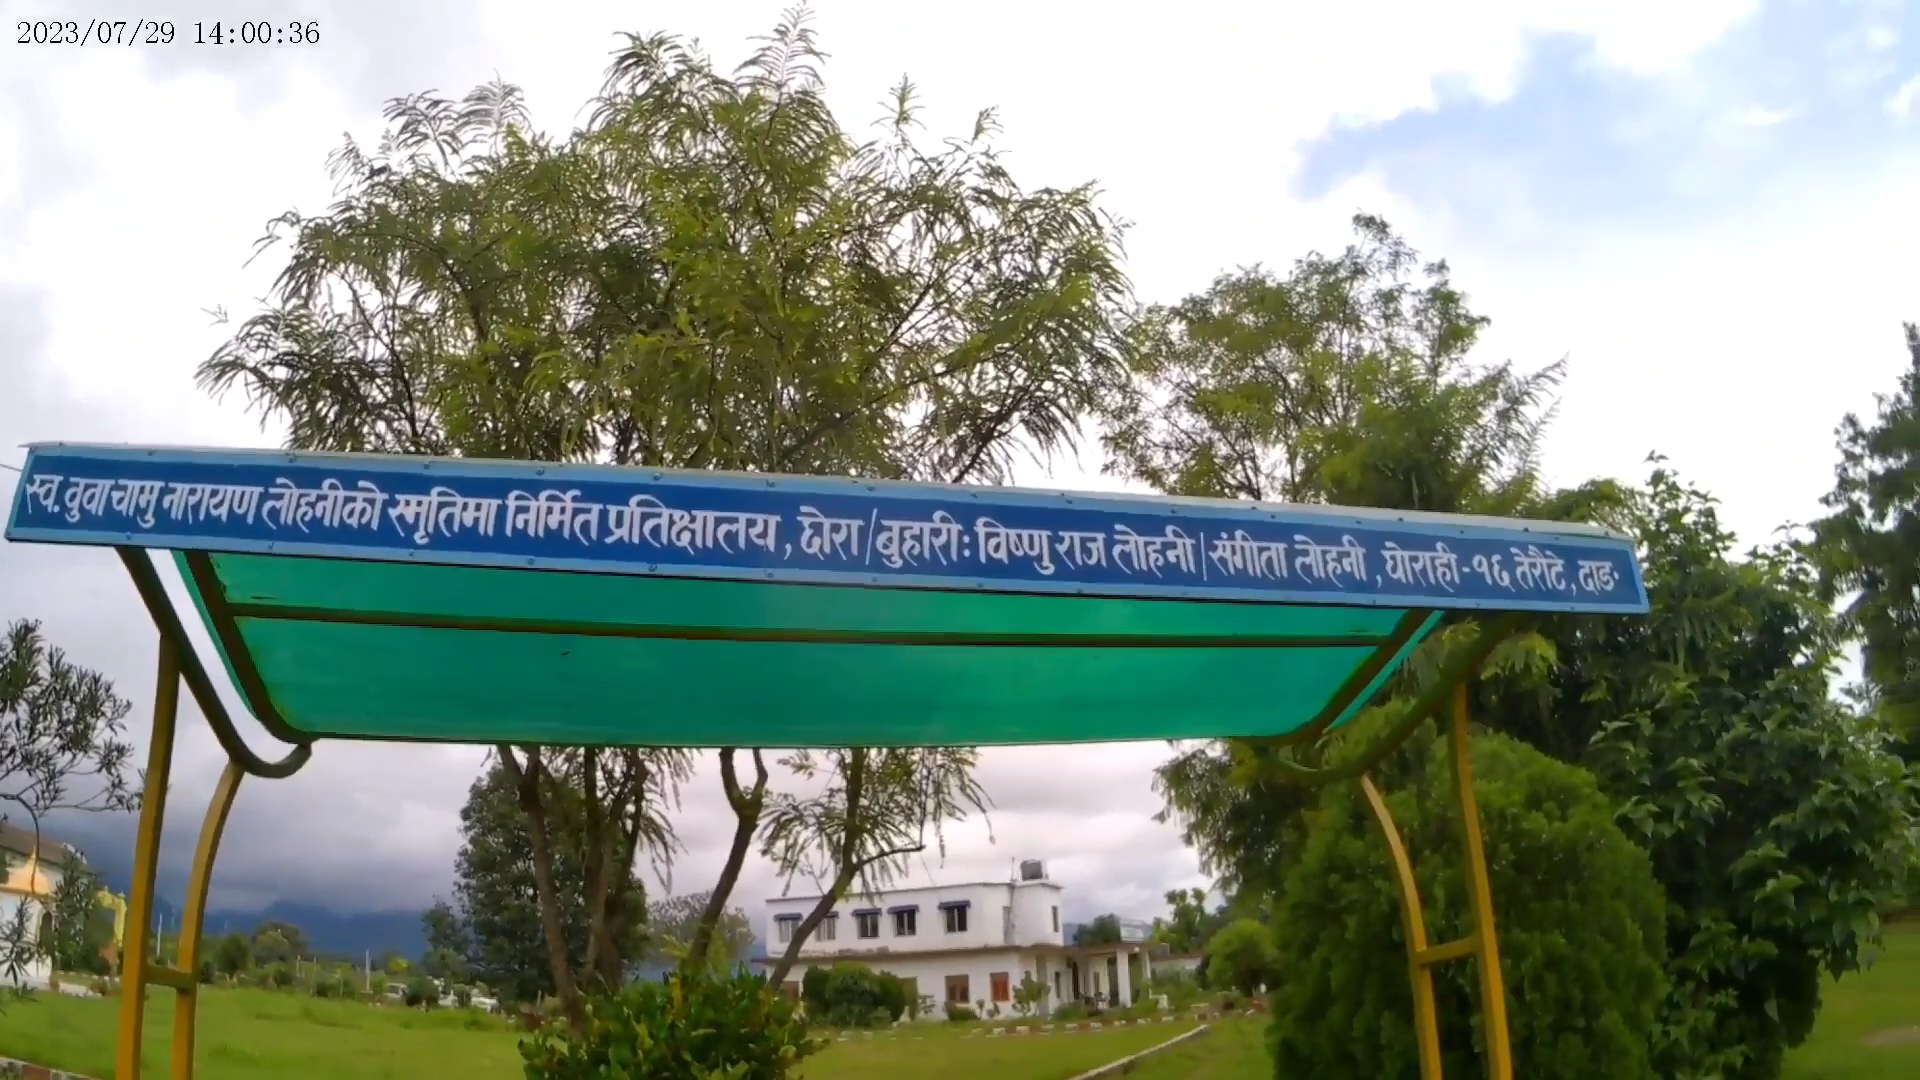 2023/07/29 14:00:36
स्व. वुवा चामु नारायण लोहनीको स्मृतिमा निर्मित प्रतिक्षालय, छोरा/बुहारीः विष्णु राज लोहनी/संगीता लोहनी, घोराही-१६ तेरौटे, दाङ